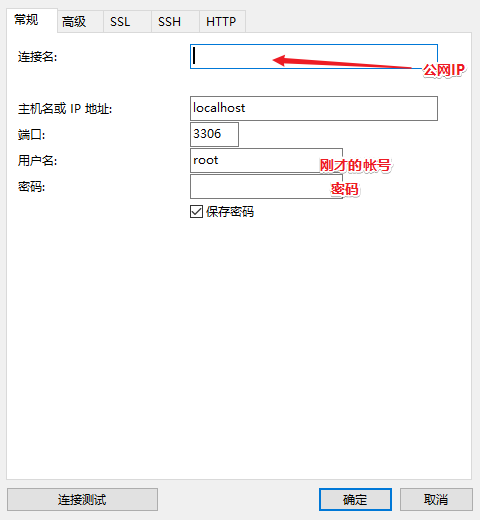 常规 高级 SSL SSH HTTP
连接名:
公网IP
主机名或 IP 地址: localhost
端口: 3306
用户名: root 刚才的帐号
密码: 密码
保存密码
连接测试 确定 取消